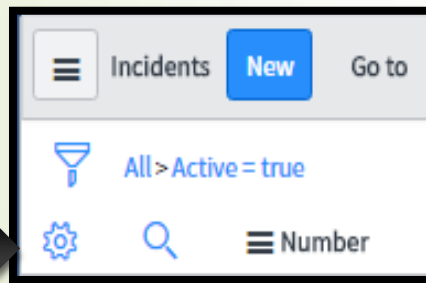 Incidents New Go to
All > Active = true
Number